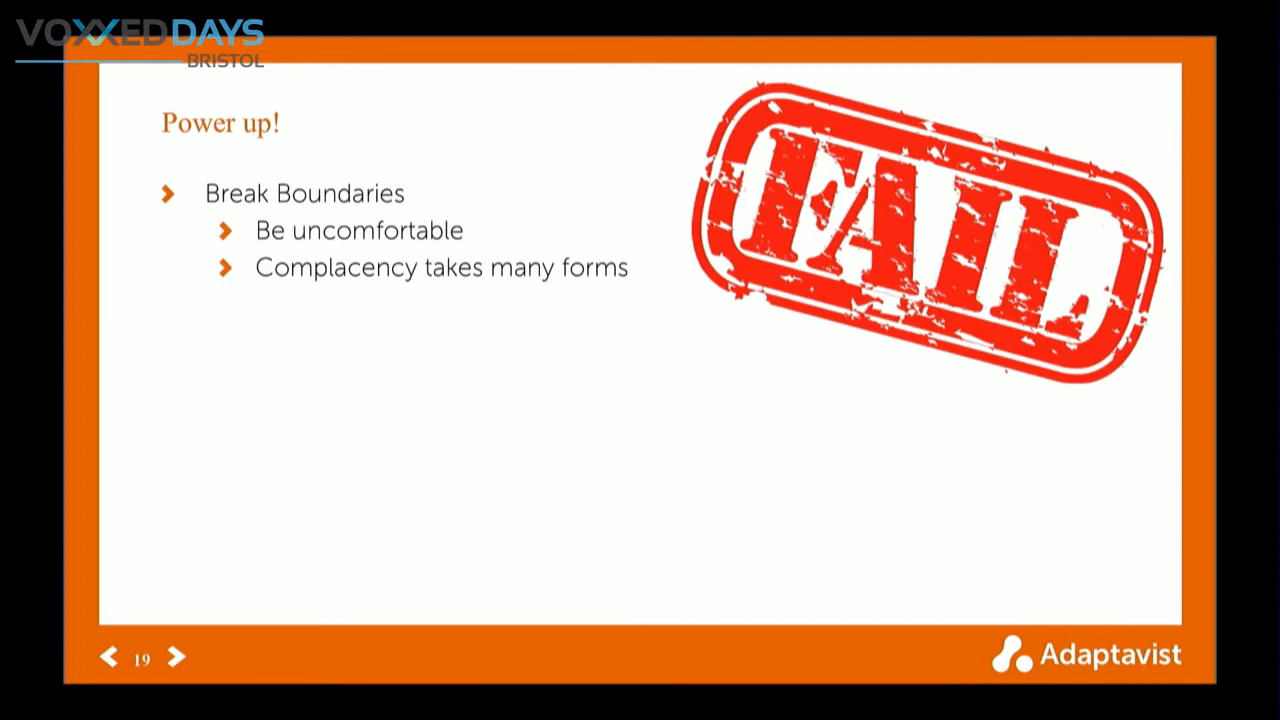 VOXXEDDAYS
BRISTOL
Power up!
Break Boundaries
Be uncomfortable
Complacency takes many forms
FAIL
19
Adaptavist